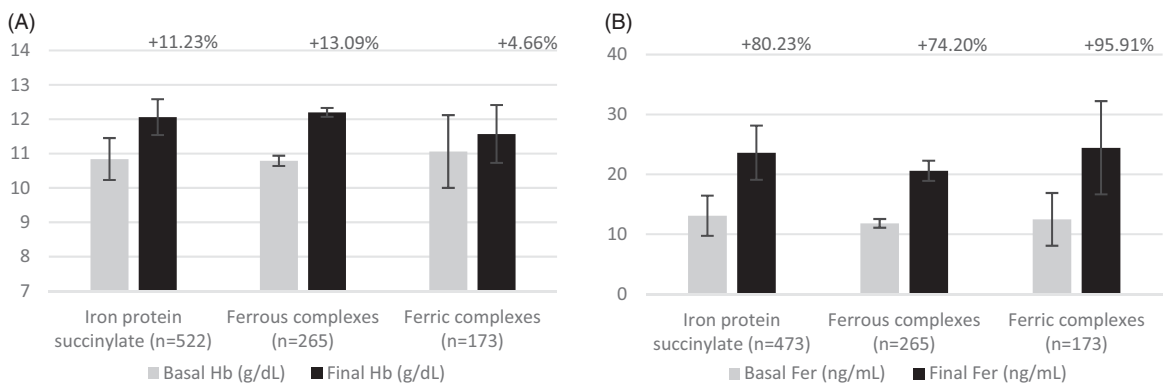 (A)
+11.23% +13.09% +4.66%
14
13
12
11
10
9
8
7
Iron protein succinylate (n=522)
Ferrous complexes (n=265)
Ferric complexes (n=173)
Basal Hb (g/dL) Final Hb (g/dL)
(B)
+80.23% +74.20% +95.91%
40
30
20
10
0
Iron protein succinylate (n=473)
Ferrous complexes (n=265)
Ferric complexes (n=173)
Basal Fer (ng/mL) Final Fer (ng/mL)